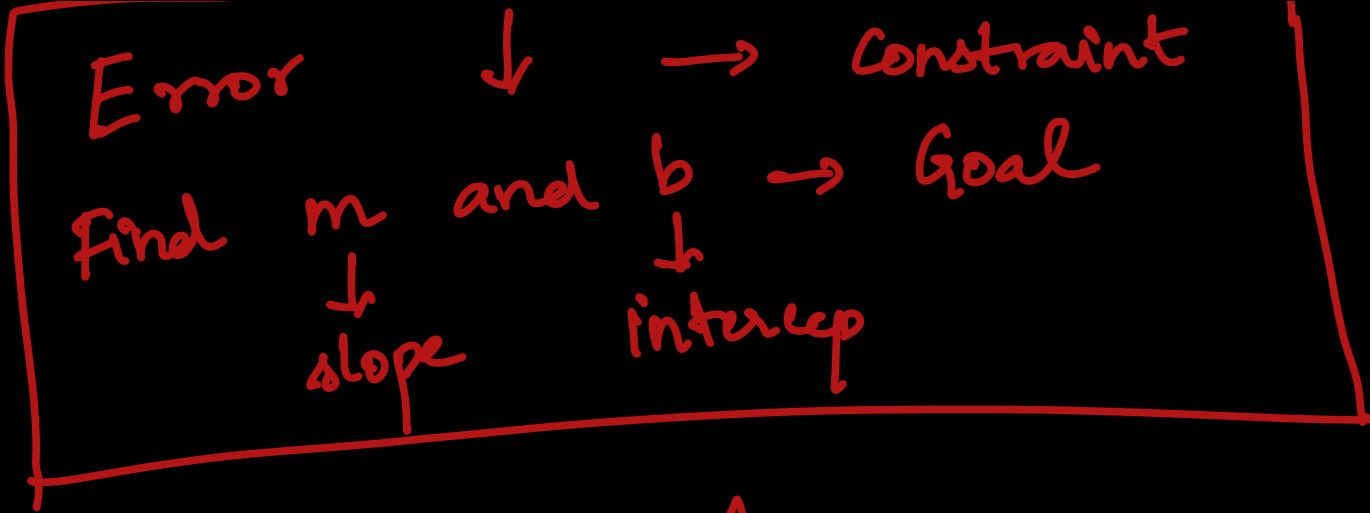 Error ↓ → Constraint
Find m and b → Goal
↓ ↓
slope intercep